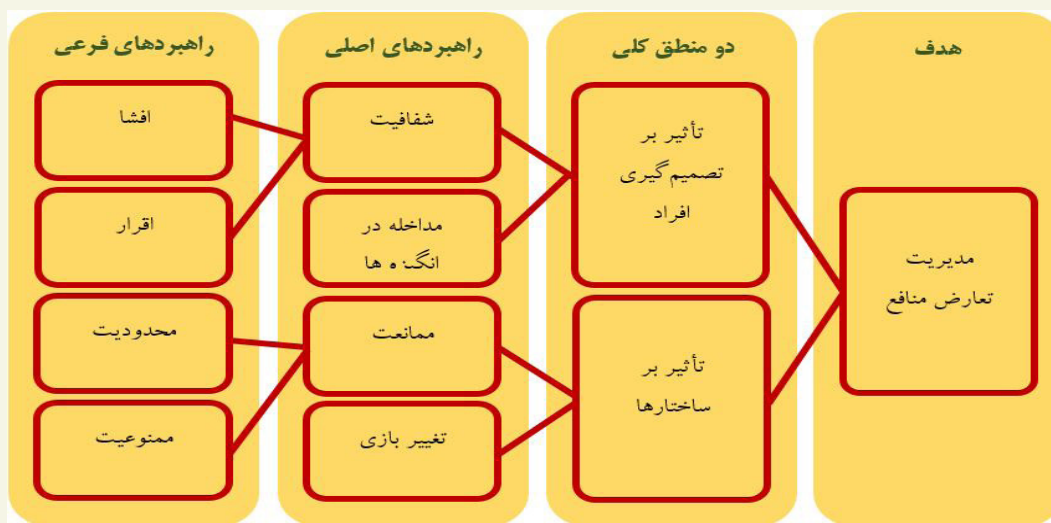 هدف
مدیریت
تعارض منافع
دو منطق کلی
تأثیر بر
تصمیم‌گیری
افراد
تأثیر بر
ساختارها
راهبردهای اصلی
شفافیت
مداخله در
انگیزه ها
ممانعت
تغییر بازی
راهبردهای فرعی
افشا
اقرار
محدودیت
ممنوعیت